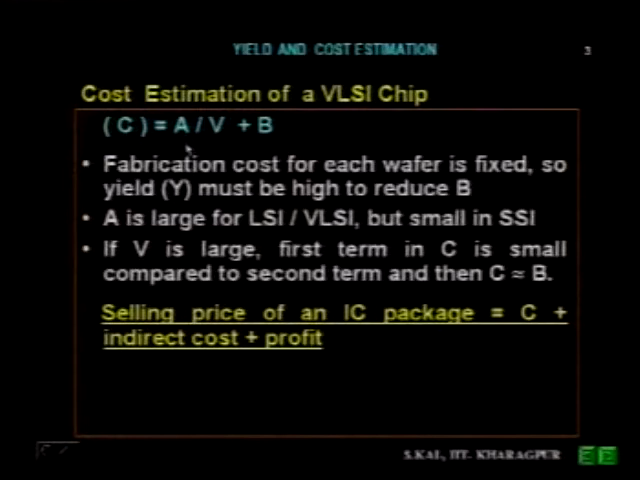 YIELD AND COST ESTIMATION
3
Cost Estimation of a VLSI Chip
( C ) = A / V + B
• Fabrication cost for each wafer is fixed, so
yield (Y) must be high to reduce B
• A is large for LSI / VLSI, but small in SSI
• If V is large, first term in C is small
compared to second term and then C ≈ B.
Selling price of an IC package = C +
indirect cost + profit
S.KAL, IIT- KHARAGPUR